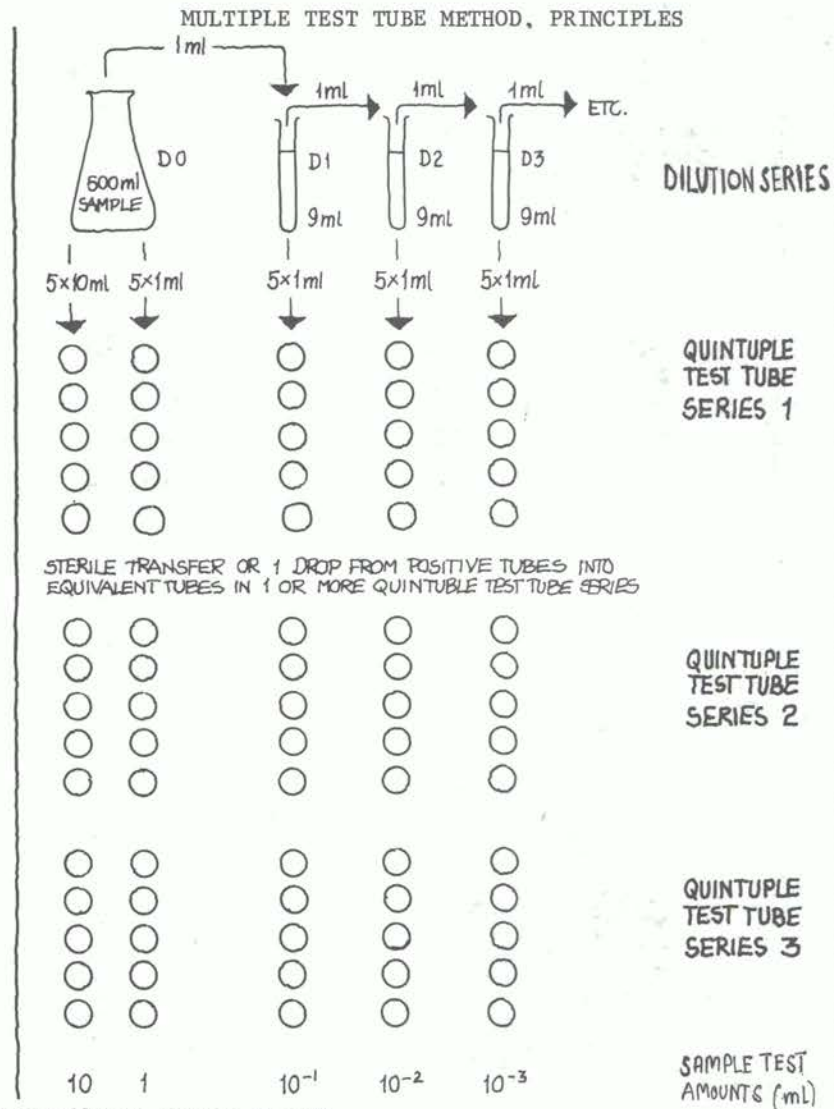 MULTIPLE TEST TUBE METHOD, PRINCIPLES
1ml
1ml 1ml 1ml
ETC.
D0 D1 D2 D3
500ml
SAMPLE
DILUTION SERIES
9ml 9ml 9ml
5×10ml 5×1ml 5×1ml 5×1ml 5×1ml
QUINTUPLE
TEST TUBE
SERIES 1
STERILE TRANSFER OR 1 DROP FROM POSITIVE TUBES INTO
EQUIVALENT TUBES IN 1 OR MORE QUINTUBLE TEST TUBE SERIES
QUINTUPLE
TEST TUBE
SERIES 2
QUINTUPLE
TEST TUBE
SERIES 3
10 1 10⁻¹ 10⁻² 10⁻³
SAMPLE TEST
AMOUNTS (mL)